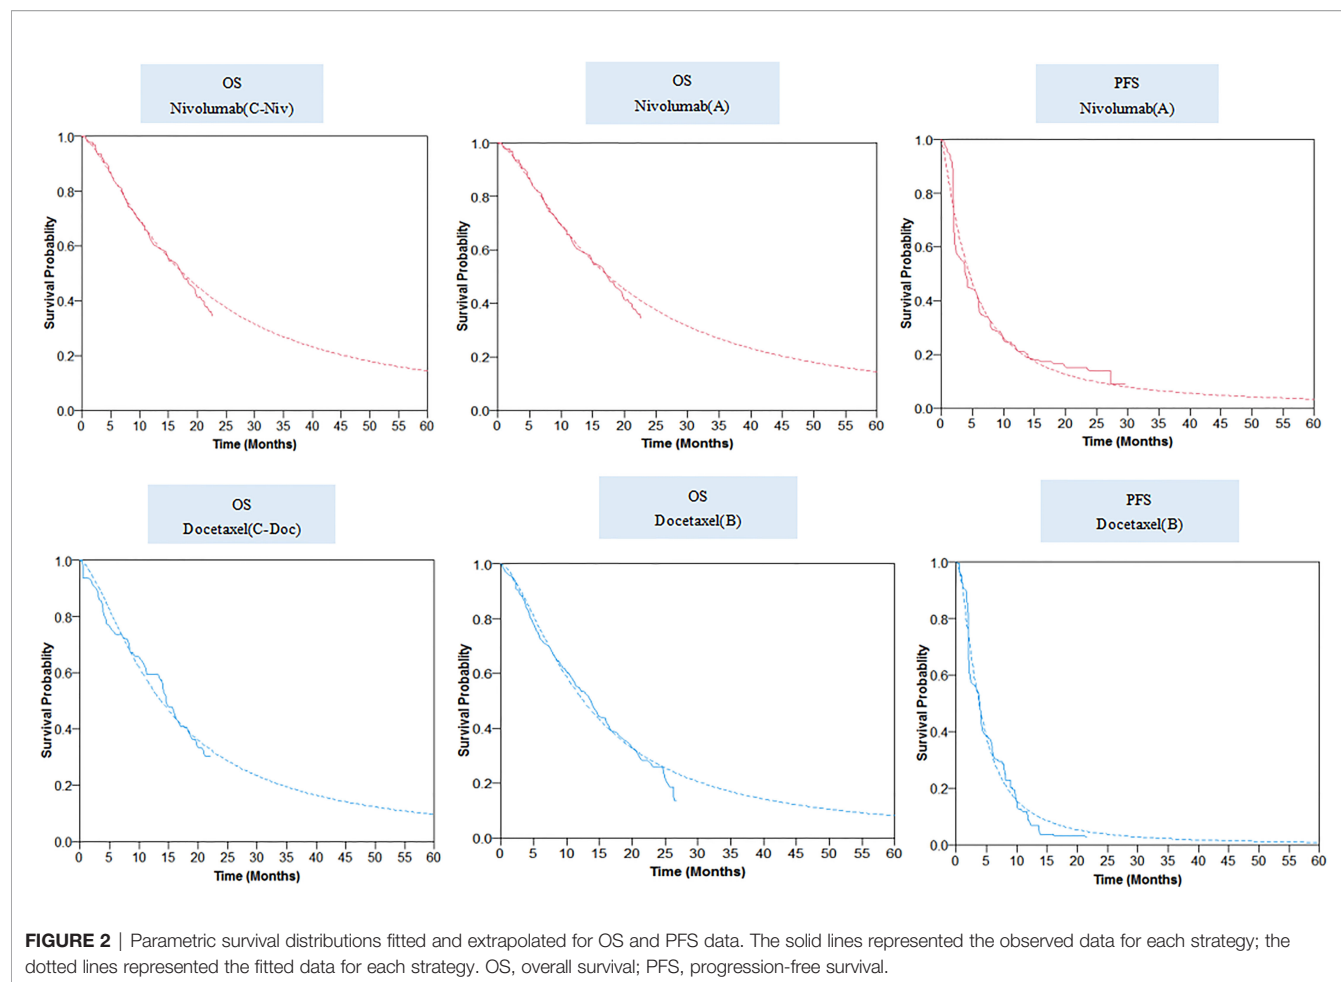 OS
Nivolumab(C-Niv)
1.0
0.8
0.6
0.4
0.2
0.0
Survival Probablity
0 5 10 15 20 25 30 35 40 45 50 55 60
Time (Months)
OS
Nivolumab(A)
1.0
0.8
0.6
0.4
0.2
0.0
Survival Probablity
0 5 10 15 20 25 30 35 40 45 50 55 60
Time (Months)
PFS
Nivolumab(A)
1.0
0.8
0.6
0.4
0.2
0.0
Survival Probablity
0 5 10 15 20 25 30 35 40 45 50 55 60
Time (Months)
OS
Docetaxel(C-Doc)
1.0
0.8
0.6
0.4
0.2
0.0
Survival Probablity
0 5 10 15 20 25 30 35 40 45 50 55 60
Time (Months)
OS
Docetaxel(B)
1.0
0.8
0.6
0.4
0.2
0.0
Survival Probablity
0 5 10 15 20 25 30 35 40 45 50 55 60
Time (Months)
PFS
Docetaxel(B)
1.0
0.8
0.6
0.4
0.2
0.0
Survival Probablity
0 5 10 15 20 25 30 35 40 45 50 55 60
Time (Months)
FIGURE 2 | Parametric survival distributions fitted and extrapolated for OS and PFS data. The solid lines represented the observed data for each strategy; the
dotted lines represented the fitted data for each strategy. OS, overall survival; PFS, progression-free survival.